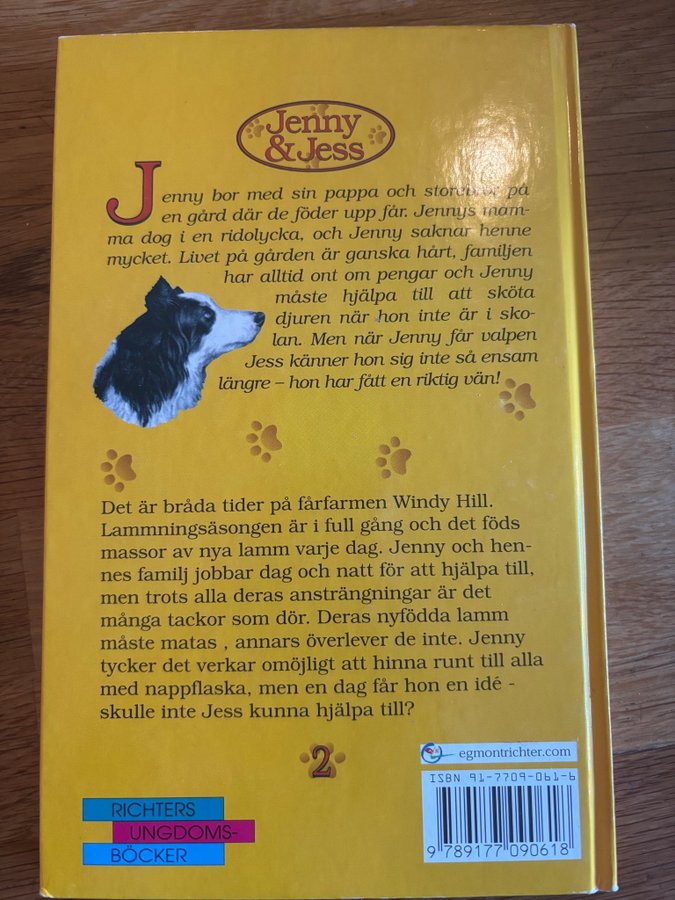 Jenny
& Jess
Jenny bor med sin pappa och storebror på
en gård där de föder upp får. Jennys mam-
ma dog i en ridolycka, och Jenny saknar henne
mycket. Livet på gården är ganska hårt, familjen
har alltid ont om pengar och Jenny
måste hjälpa till att sköta
djuren när hon inte är i sko-
lan. Men när Jenny får valpen
Jess känner hon sig inte så ensam
längre – hon har fått en riktig vän!
Det är bråda tider på fårfarmen Windy Hill.
Lammningsäsongen är i full gång och det föds
massor av nya lamm varje dag. Jenny och hen-
nes familj jobbar dag och natt för att hjälpa till,
men trots alla deras ansträngningar är det
många tackor som dör. Deras nyfödda lamm
måste matas , annars överlever de inte. Jenny
tycker det verkar omöjligt att hinna runt till alla
med nappflaska, men en dag får hon en idé -
skulle inte Jess kunna hjälpa till?
2
egmontrichter.com
ISBN 91-7709-061-6
9 789177 090618
RICHTERS
UNGDOMS-
BÖCKER